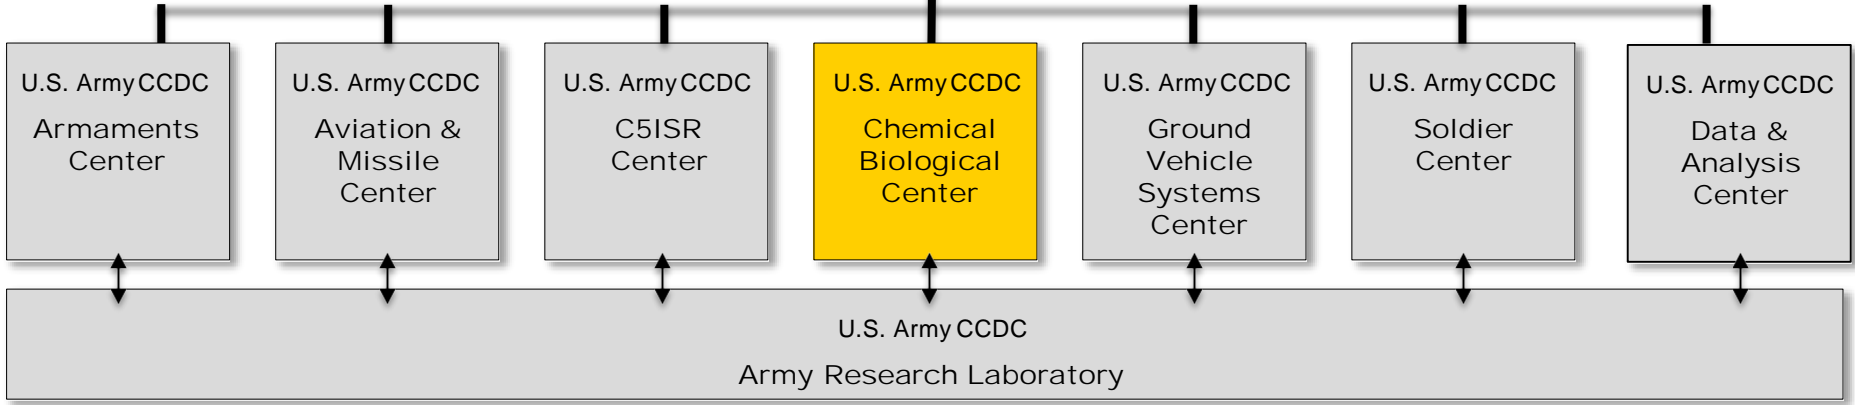 U.S. Army CCDC
Armaments
Center
U.S. Army CCDC
Aviation &
Missile
Center
U.S. Army CCDC
C5ISR
Center
U.S. Army CCDC
Chemical
Biological
Center
U.S. Army CCDC
Ground
Vehicle
Systems
Center
U.S. Army CCDC
Soldier
Center
U.S. Army CCDC
Data &
Analysis
Center
U.S. Army CCDC
Army Research Laboratory